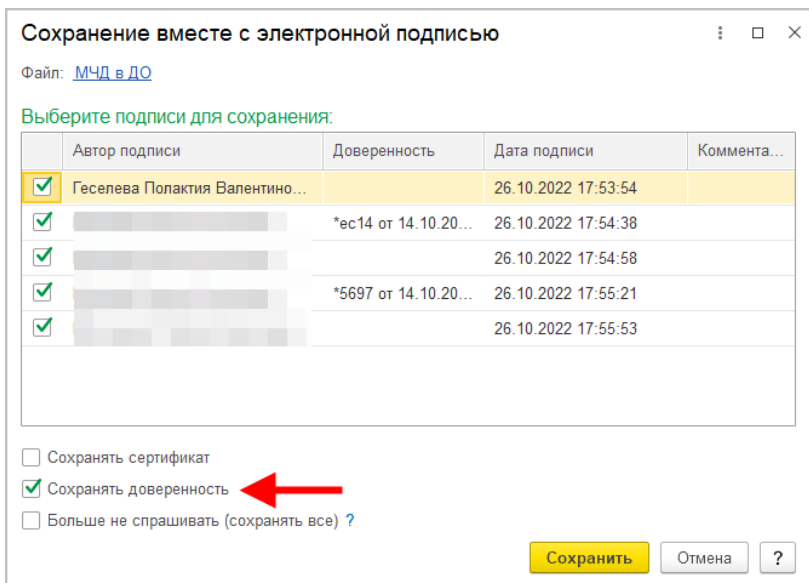 Сохранение вместе с электронной подписью
Файл: МЧД в ДО
Выберите подписи для сохранения:
Автор подписи Доверенность Дата подписи Коммента...
Геселева Полактия Валентино... 26.10.2022 17:53:54
*ес14 от 14.10.20... 26.10.2022 17:54:38
26.10.2022 17:54:58
*5697 от 14.10.20... 26.10.2022 17:55:21
26.10.2022 17:55:53
Сохранять сертификат
Сохранять доверенность
Больше не спрашивать (сохранять все) ?
Сохранить Отмена ?